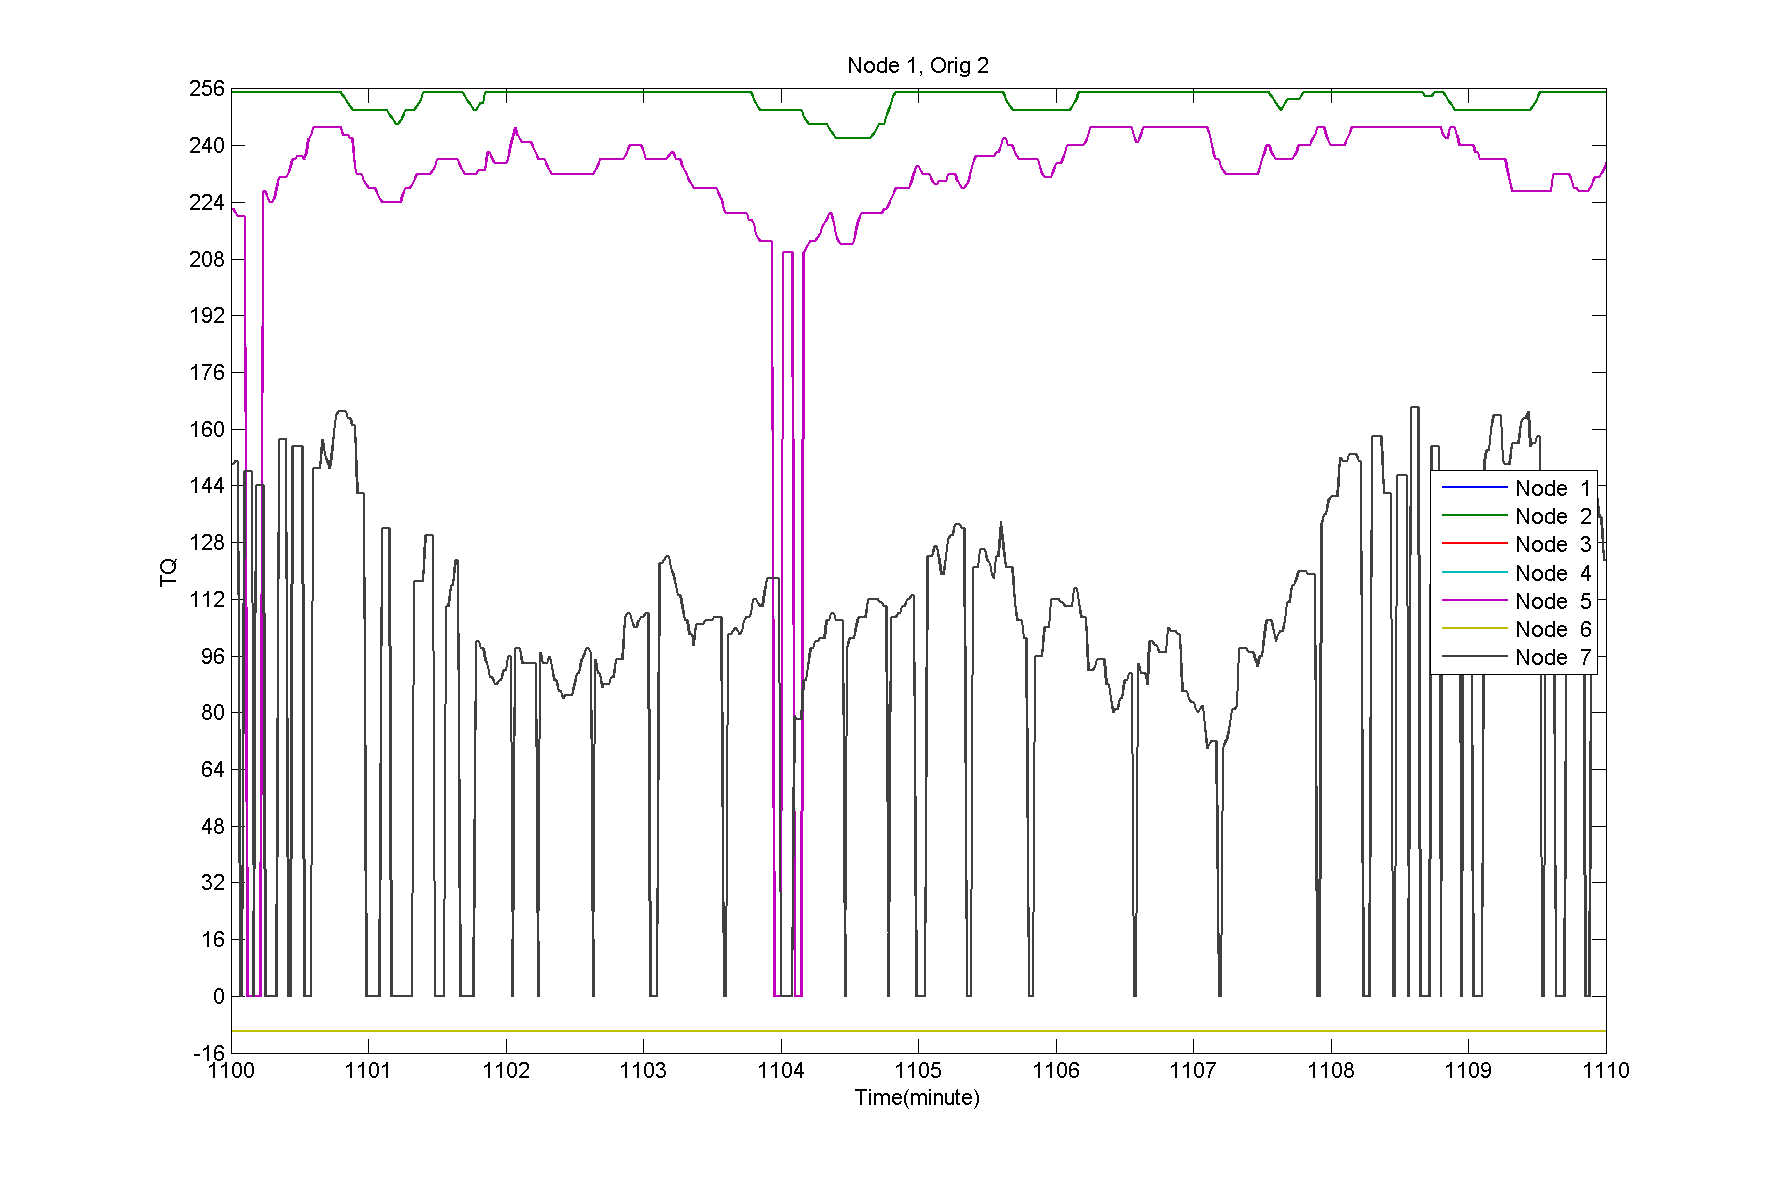 Node 1, Orig 2
256
240
224
208
192
176
160
144
128
112
96
80
64
48
32
16
0
-16
TQ
Node 1
Node 2
Node 3
Node 4
Node 5
Node 6
Node 7
1100 1101 1102 1103 1104 1105 1106 1107 1108 1109 1110
Time(minute)